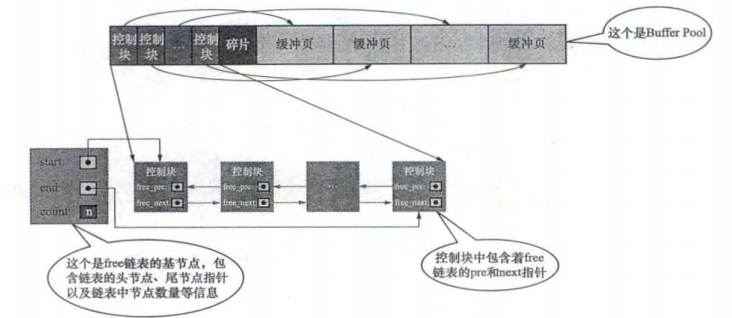 控制块
控制块
...
控制块
碎片
缓冲页
缓冲页
...
缓冲页
这个是Buffer Pool
start:
end:
count: n
控制块
free_pre:
free_next:
控制块
free_pre:
free_next:
...
控制块
free_pre:
free_next:
这个是free链表的基节点，包
含链表的头节点、尾节点指针
以及链表中节点数量等信息
控制块中包含着free
链表的pre和next指针